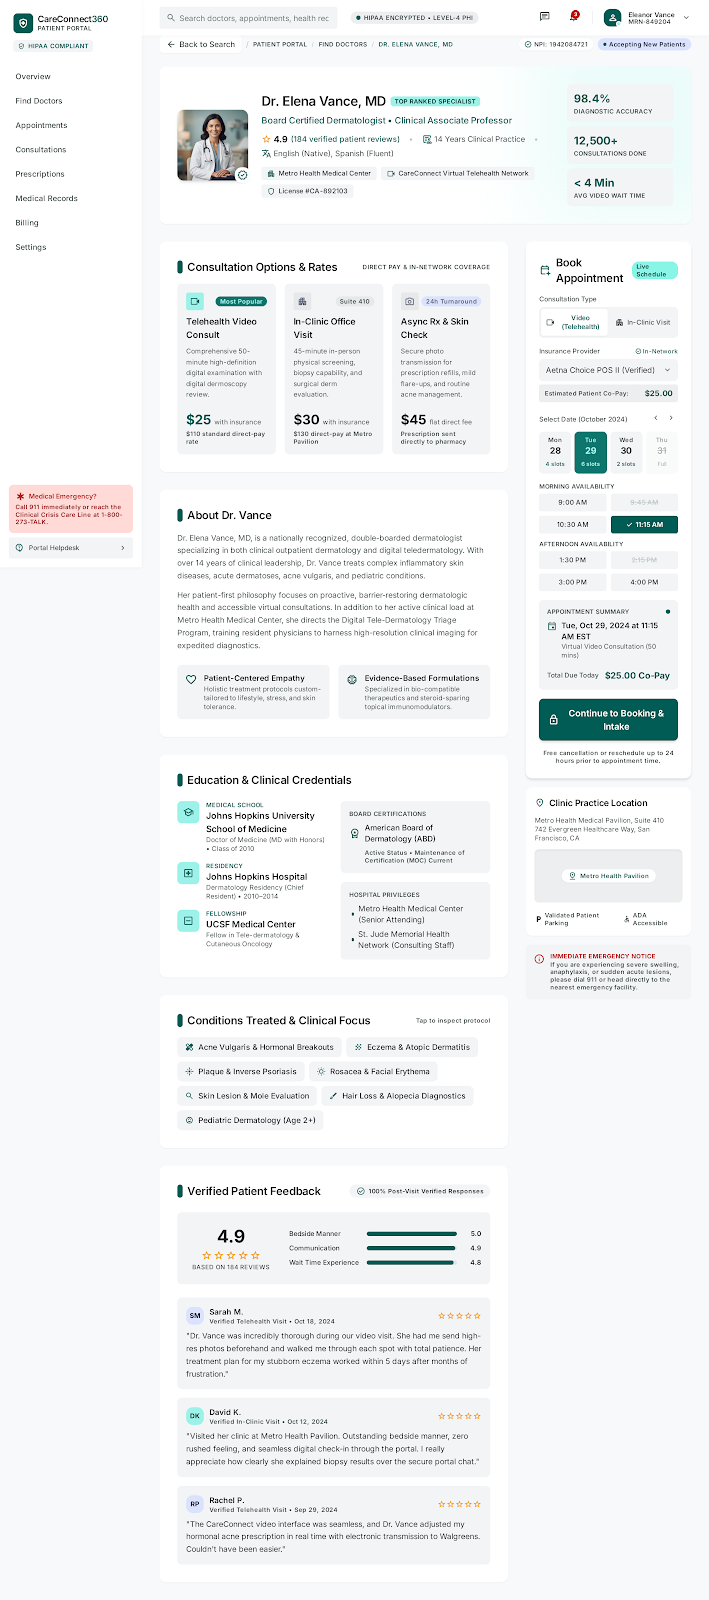 CareConnect360
PATIENT PORTAL
HIPAA COMPLIANT
Overview
Find Doctors
Appointments
Consultations
Prescriptions
Medical Records
Billing
Settings
Medical Emergency?
Call 911 immediately or reach the
Clinical Crisis Care Line at 1-800-
273-TALK.
Portal Helpdesk
Search doctors, appointments, health rec
HIPAA ENCRYPTED • LEVEL-4 PHI
3
Eleanor Vance
MRN-849204
Back to Search
/ PATIENT PORTAL / FIND DOCTORS / DR. ELENA VANCE, MD
NPI: 1942084721
• Accepting New Patients
Dr. Elena Vance, MD
TOP RANKED SPECIALIST
Board Certified Dermatologist • Clinical Associate Professor
4.9 (184 verified patient reviews) • 14 Years Clinical Practice •
English (Native), Spanish (Fluent)
Metro Health Medical Center
CareConnect Virtual Telehealth Network
License #CA-892103
98.4%
DIAGNOSTIC ACCURACY
12,500+
CONSULTATIONS DONE
< 4 Min
AVG VIDEO WAIT TIME
Consultation Options & Rates
DIRECT PAY & IN-NETWORK COVERAGE
Most Popular
Telehealth Video
Consult
Comprehensive 50-
minute high-definition
digital examination with
digital dermoscopy
review.
$25 with insurance
$110 standard direct-pay
rate
Suite 410
In-Clinic Office
Visit
45-minute in-person
physical screening,
biopsy capability, and
surgical derm
evaluation.
$30 with insurance
$130 direct-pay at Metro
Pavilion
24h Turnaround
Async Rx & Skin
Check
Secure photo
transmission for
prescription refills, mild
flare-ups, and routine
acne management.
$45 flat direct fee
Prescription sent
directly to pharmacy
About Dr. Vance
Dr. Elena Vance, MD, is a nationally recognized, double-boarded dermatologist
specializing in both clinical outpatient dermatology and digital teledermatology. With
over 14 years of clinical leadership, Dr. Vance treats complex inflammatory skin
diseases, acute dermatoses, acne vulgaris, and pediatric conditions.
Her patient-first philosophy focuses on proactive, barrier-restoring dermatologic
health and accessible virtual consultations. In addition to her active clinical load at
Metro Health Medical Center, she directs the Digital Tele-Dermatology Triage
Program, training resident physicians to harness high-resolution clinical imaging for
expedited diagnostics.
Patient-Centered Empathy
Holistic treatment protocols custom-
tailored to lifestyle, stress, and skin
tolerance.
Evidence-Based Formulations
Specialized in bio-compatible
therapeutics and steroid-sparing
topical immunomodulators.
Education & Clinical Credentials
MEDICAL SCHOOL
Johns Hopkins University
School of Medicine
Doctor of Medicine (MD with Honors)
• Class of 2010
RESIDENCY
Johns Hopkins Hospital
Dermatology Residency (Chief
Resident) • 2010–2014
FELLOWSHIP
UCSF Medical Center
Fellow in Tele-dermatology &
Cutaneous Oncology
BOARD CERTIFICATIONS
American Board of
Dermatology (ABD)
Active Status • Maintenance of
Certification (MOC) Current
HOSPITAL PRIVILEGES
• Metro Health Medical Center
(Senior Attending)
• St. Jude Memorial Health
Network (Consulting Staff)
Conditions Treated & Clinical Focus
Tap to inspect protocol
Acne Vulgaris & Hormonal Breakouts
Eczema & Atopic Dermatitis
Plaque & Inverse Psoriasis
Rosacea & Facial Erythema
Skin Lesion & Mole Evaluation
Hair Loss & Alopecia Diagnostics
Pediatric Dermatology (Age 2+)
Verified Patient Feedback
100% Post-Visit Verified Responses
4.9
BASED ON 184 REVIEWS
Bedside Manner 5.0
Communication 4.9
Wait Time Experience 4.8
SM
Sarah M.
Verified Telehealth Visit • Oct 18, 2024
"Dr. Vance was incredibly thorough during our video visit. She had me send high-
res photos beforehand and walked me through each spot with total patience. Her
treatment plan for my stubborn eczema worked within 5 days after months of
frustration."
DK
David K.
Verified In-Clinic Visit • Oct 12, 2024
"Visited her clinic at Metro Health Pavilion. Outstanding bedside manner, zero
rushed feeling, and seamless digital check-in through the portal. I really
appreciate how clearly she explained biopsy results over the secure portal chat."
RP
Rachel P.
Verified Telehealth Visit • Sep 29, 2024
"The CareConnect video interface was seamless, and Dr. Vance adjusted my
hormonal acne prescription in real time with electronic transmission to Walgreens.
Couldn't have been easier."
Book
Appointment
Live
Schedule
Consultation Type
Video
(Telehealth)
In-Clinic Visit
Insurance Provider
In-Network
Aetna Choice POS II (Verified)
Estimated Patient Co-Pay: $25.00
Select Date (October 2024)
Mon
28
4 slots
Tue
29
6 slots
Wed
30
2 slots
Thu
31
Full
MORNING AVAILABILITY
9:00 AM
9:45 AM
10:30 AM
11:15 AM
AFTERNOON AVAILABILITY
1:30 PM
2:15 PM
3:00 PM
4:00 PM
APPOINTMENT SUMMARY
Tue, Oct 29, 2024 at 11:15
AM EST
Virtual Video Consultation (50
mins)
Total Due Today $25.00 Co-Pay
Continue to Booking &
Intake
Free cancellation or reschedule up to 24
hours prior to appointment time.
Clinic Practice Location
Metro Health Medical Pavilion, Suite 410
742 Evergreen Healthcare Way, San
Francisco, CA
Metro Health Pavilion
P Validated Patient
Parking
ADA
Accessible
IMMEDIATE EMERGENCY NOTICE
If you are experiencing severe swelling,
anaphylaxis, or sudden acute lesions,
please dial 911 or head directly to the
nearest emergency facility.